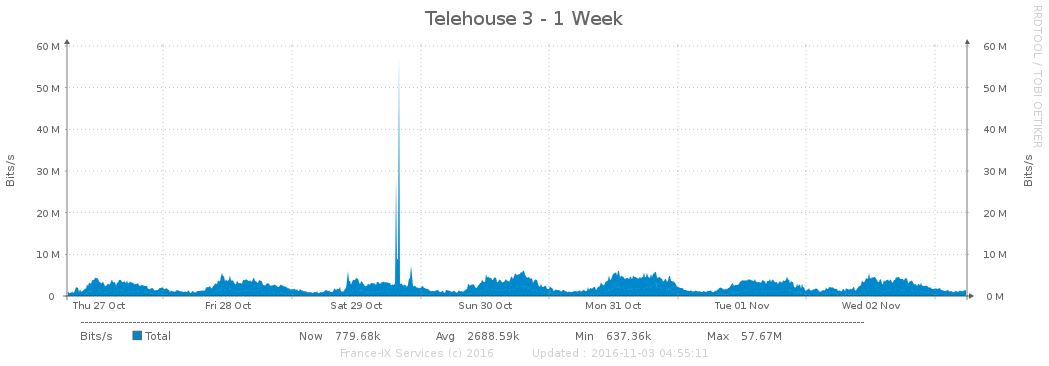 Telehouse 3 - 1 Week
RRDTOOL / TOBI OETIKER
Bits/s
60 M
50 M
40 M
30 M
20 M
10 M
0
60 M
50 M
40 M
30 M
20 M
10 M
0 M
Bits/s
Thu 27 Oct Fri 28 Oct Sat 29 Oct Sun 30 Oct Mon 31 Oct Tue 01 Nov Wed 02 Nov
Bits/s Total Now 779.68k Avg 2688.59k Min 637.36k Max 57.67M
France-IX Services (c) 2016 Updated : 2016-11-03 04:55:11